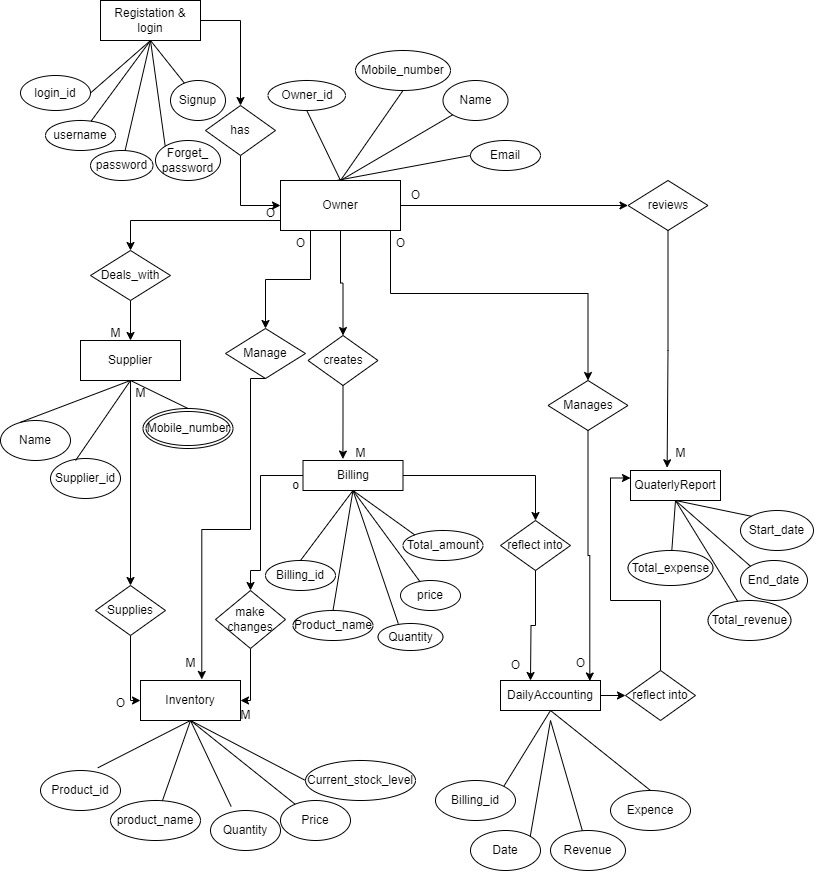 Registation &
login
login_id
username
password
Forget_
password
Signup
has
Owner_id
Mobile_number
Name
Email
Owner
O
O
O
O
reviews
Deals_with
Manage
creates
Manages
M
Supplier
M
Name
Supplier_id
Mobile_number
M
Billing
o
M
QuaterlyReport
Total_expense
Start_date
End_date
Total_revenue
Billing_id
Product_name
Total_amount
price
Quantity
reflect into
Supplies
make
changes
M
O
O
O
Inventory
M
DailyAccounting
reflect into
Product_id
product_name
Quantity
Price
Current_stock_level
Billing_id
Date
Revenue
Expence